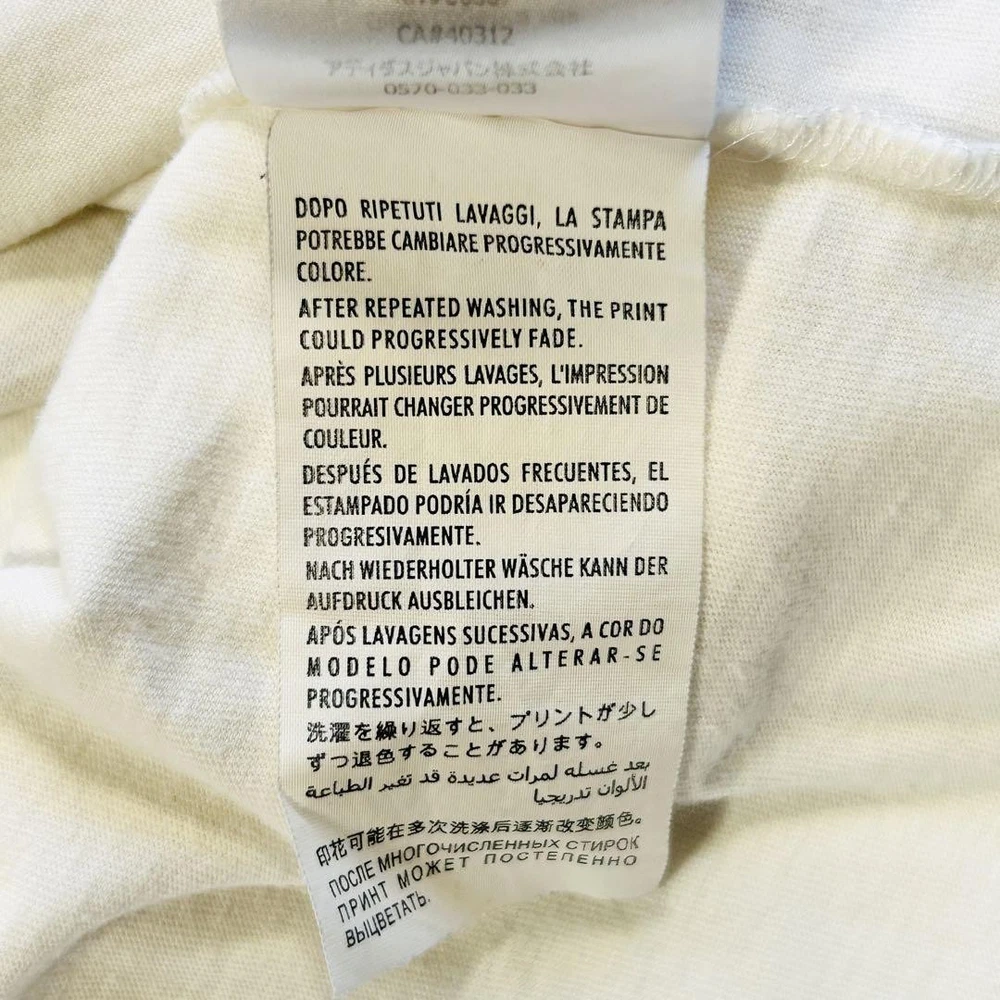 CA#40312
アディダスジャパン株式会社
0570-033-033
DOPO RIPETUTI LAVAGGI, LA STAMPA
POTREBBE CAMBIARE PROGRESSIVAMENTE
COLORE.
AFTER REPEATED WASHING, THE PRINT
COULD PROGRESSIVELY FADE.
APRÈS PLUSIEURS LAVAGES, L'IMPRESSION
POURRAIT CHANGER PROGRESSIVEMENT DE
COULEUR.
DESPUÉS DE LAVADOS FRECUENTES, EL
ESTAMPADO PODRÍA IR DESAPARECIENDO
PROGRESIVAMENTE.
NACH WIEDERHOLTER WÄSCHE KANN DER
AUFDRUCK AUSBLEICHEN.
APÓS LAVAGENS SUCESSIVAS, A COR DO
MODELO PODE ALTERAR-SE
PROGRESSIVAMENTE.
洗濯を繰り返すと、プリントが少し
ずつ退色することがあります。
بعد غسله لمرات عديدة قد تغير الطباعة
الألوان تدريجيا
印花可能在多次洗涤后逐渐改变颜色。
ПОСЛЕ МНОГОЧИСЛЕННЫХ СТИРОК
ПРИНТ МОЖЕТ ПОСТЕПЕННО
ВЫЦВЕТАТЬ.